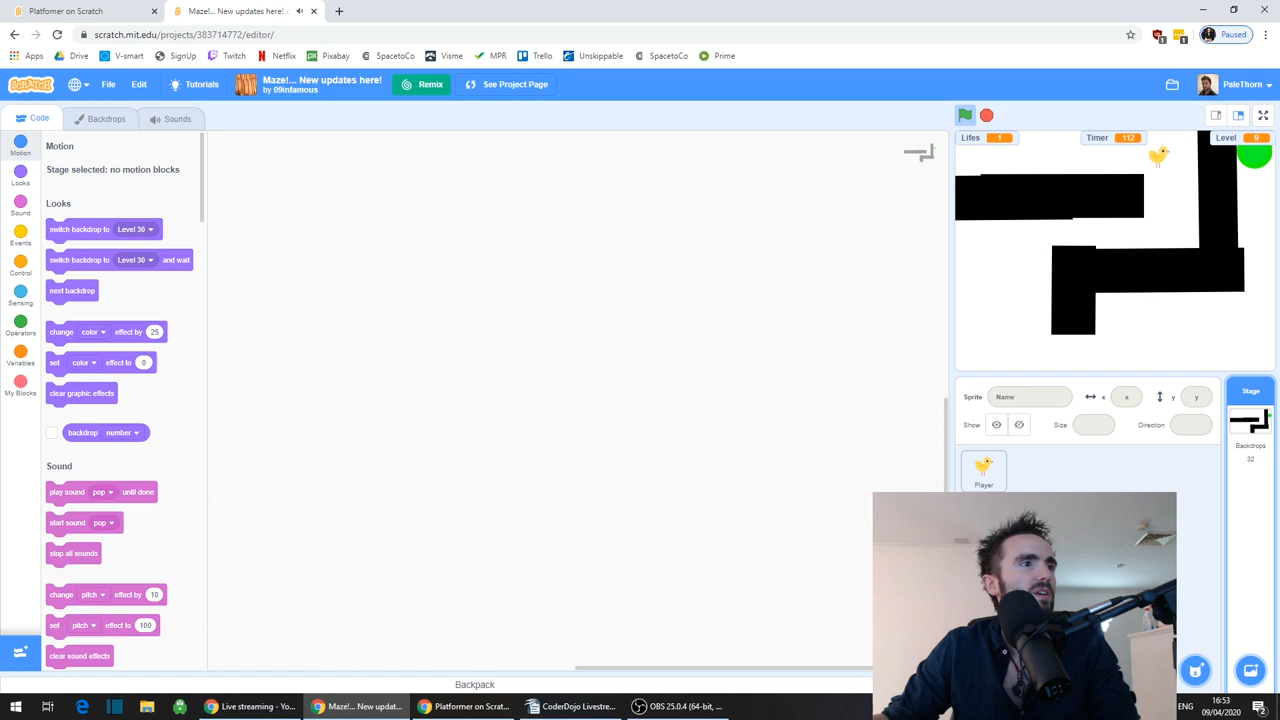 Platfomer on Scratch
Maze!... New updates here! c
scratch.mit.edu/projects/383714772/editor/
Paused
Apps
Drive
V-smart
SignUp
Twitch
Netflix
Pixabay
SpacetoCo
Visme
MPR
Trello
Unskippable
SpacetoCo
Prime
SCRATCH
File
Edit
Tutorials
Maze!... New updates here!
by 09infamous
Remix
See Project Page
PaleThorn
Code
Backdrops
Sounds
Motion
Looks
Sound
Events
Control
Sensing
Operators
Variables
My Blocks
Motion
Stage selected: no motion blocks
Looks
switch backdrop to Level 30
switch backdrop to Level 30 and wait
next backdrop
change color effect by 25
set color effect to 0
clear graphic effects
backdrop number
Sound
play sound pop until done
start sound pop
stop all sounds
change pitch effect by 10
set pitch effect to 100
clear sound effects
Lifes 1
Timer 112
Level 9
Sprite Name
x x
y y
Show
Size
Direction
Stage
Backdrops
32
Player
Backpack
Live streaming - Yo...
Maze!... New updat...
Platfomer on Scratc...
CoderDojo Livestre...
OBS 25.0.4 (64-bit, ...
ENG
16:53
09/04/2020
2